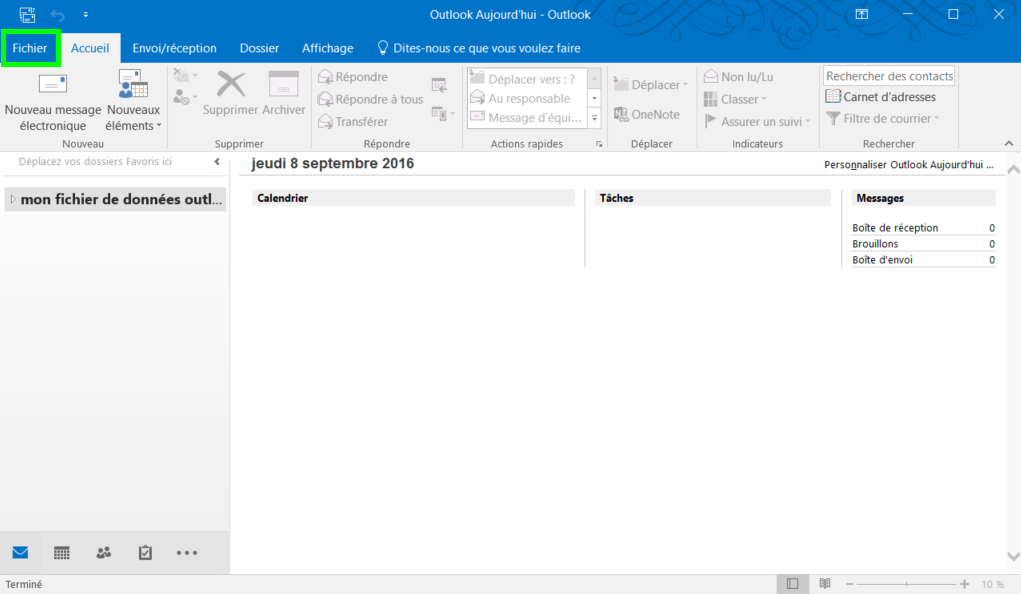 Outlook Aujourd'hui - Outlook
Fichier Accueil Envoi/réception Dossier Affichage Dites-nous ce que vous voulez faire
Nouveau message électronique
Nouveaux éléments
Nouveau
Supprimer Archiver
Supprimer
Répondre
Répondre à tous
Transférer
Répondre
Déplacer vers : ?
Au responsable
Message d'équi...
Actions rapides
Déplacer
OneNote
Déplacer
Non lu/Lu
Classer
Assurer un suivi
Indicateurs
Rechercher des contacts
Carnet d'adresses
Filtre de courrier
Rechercher
Déplacez vos dossiers Favoris ici
mon fichier de données outl...
jeudi 8 septembre 2016
Personnaliser Outlook Aujourd'hui ...
Calendrier
Tâches
Messages
Boîte de réception 0
Brouillons 0
Boîte d'envoi 0
Terminé
10 %